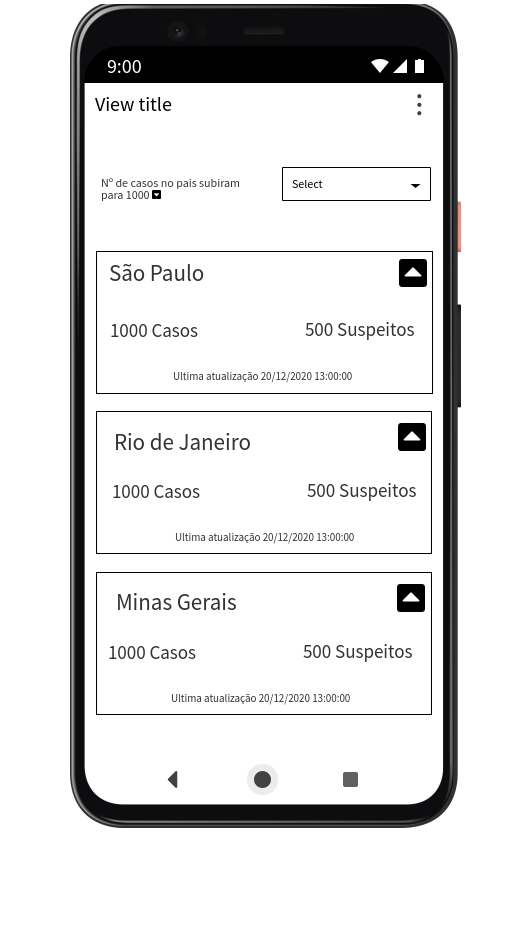 9:00
View title
Nº de casos no pais subiram
para 1000
Select
São Paulo
1000 Casos
500 Suspeitos
Ultima atualização 20/12/2020 13:00:00
Rio de Janeiro
1000 Casos
500 Suspeitos
Ultima atualização 20/12/2020 13:00:00
Minas Gerais
1000 Casos
500 Suspeitos
Ultima atualização 20/12/2020 13:00:00